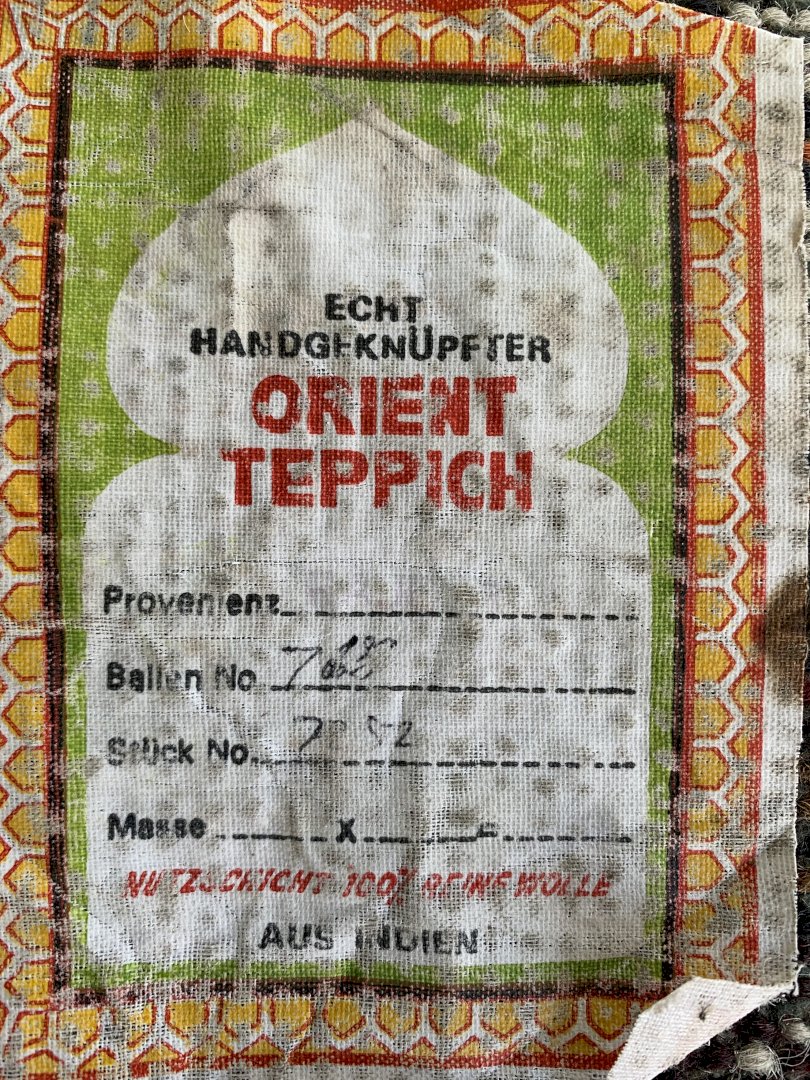 ECHT
HANDGEKNÜPFTER
ORIENT
TEPPICH
Provenienz
Ballen No
Stück No.
Masse x =
NUTZSCHICHT 100% REINE WOLLE
AUS INDIEN